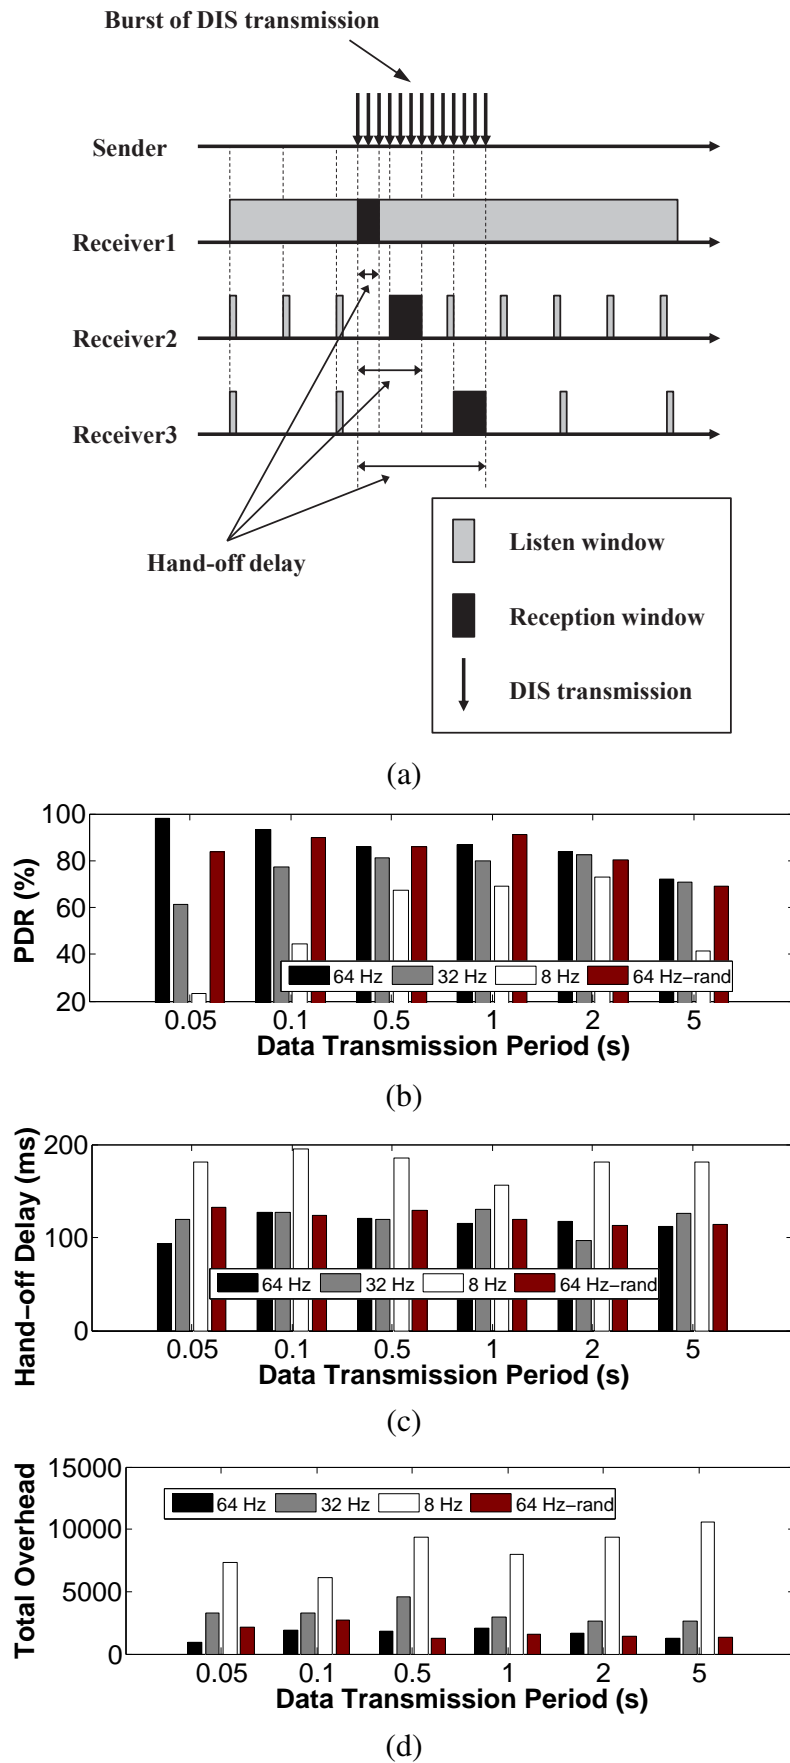 Burst of DIS transmission
Sender
Receiver1
Receiver2
Receiver3
Hand-off delay
Listen window
Reception window
DIS transmission
(a)
100
80
60
40
20
PDR (%)
64 Hz 32 Hz 8 Hz 64 Hz−rand
0.05 0.1 0.5 1 2 5
Data Transmission Period (s)
(b)
200
100
0
Hand−off Delay (ms)
64 Hz 32 Hz 8 Hz 64 Hz−rand
0.05 0.1 0.5 1 2 5
Data Transmission Period (s)
(c)
15000
10000
5000
0
Total Overhead
64 Hz 32 Hz 8 Hz 64 Hz−rand
0.05 0.1 0.5 1 2 5
Data Transmission Period (s)
(d)